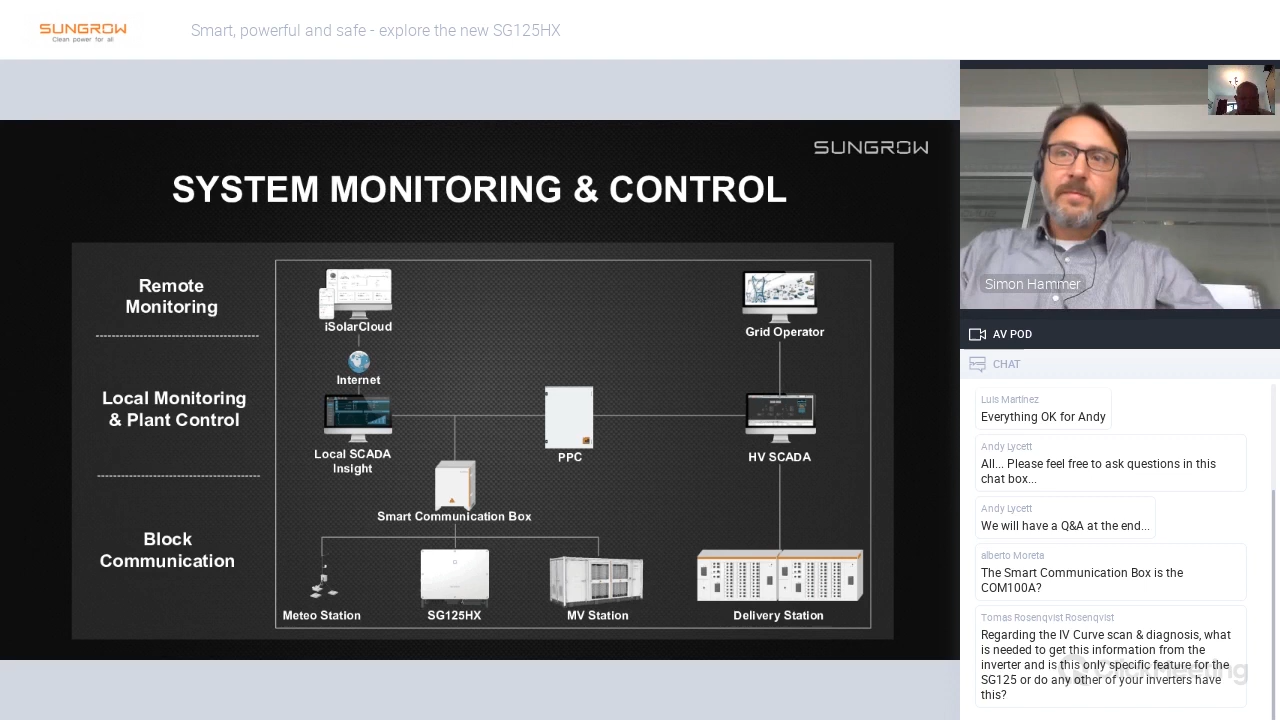 SUNGROW
Clean power for all
Smart, powerful and safe - explore the new SG125HX
SUNGROW
SYSTEM MONITORING & CONTROL
Remote
Monitoring
Local Monitoring
& Plant Control
Block
Communication
iSolarCloud
Internet
Local SCADA
Insight
Smart Communication Box
PPC
Grid Operator
HV SCADA
Meteo Station
SG125HX
MV Station
Delivery Station
Simon Hammer
AV POD
CHAT
Luis Martinez
Everything OK for Andy
Andy Lycett
All... Please feel free to ask questions in this
chat box...
Andy Lycett
We will have a Q&A at the end...
alberto Moreta
The Smart Communication Box is the
COM100A?
Tomas Rosenqvist Rosenqvist
Regarding the IV Curve scan & diagnosis, what
is needed to get this information from the
inverter and is this only specific feature for the
SG125 or do any other of your inverters have
this?
ClickMeeting